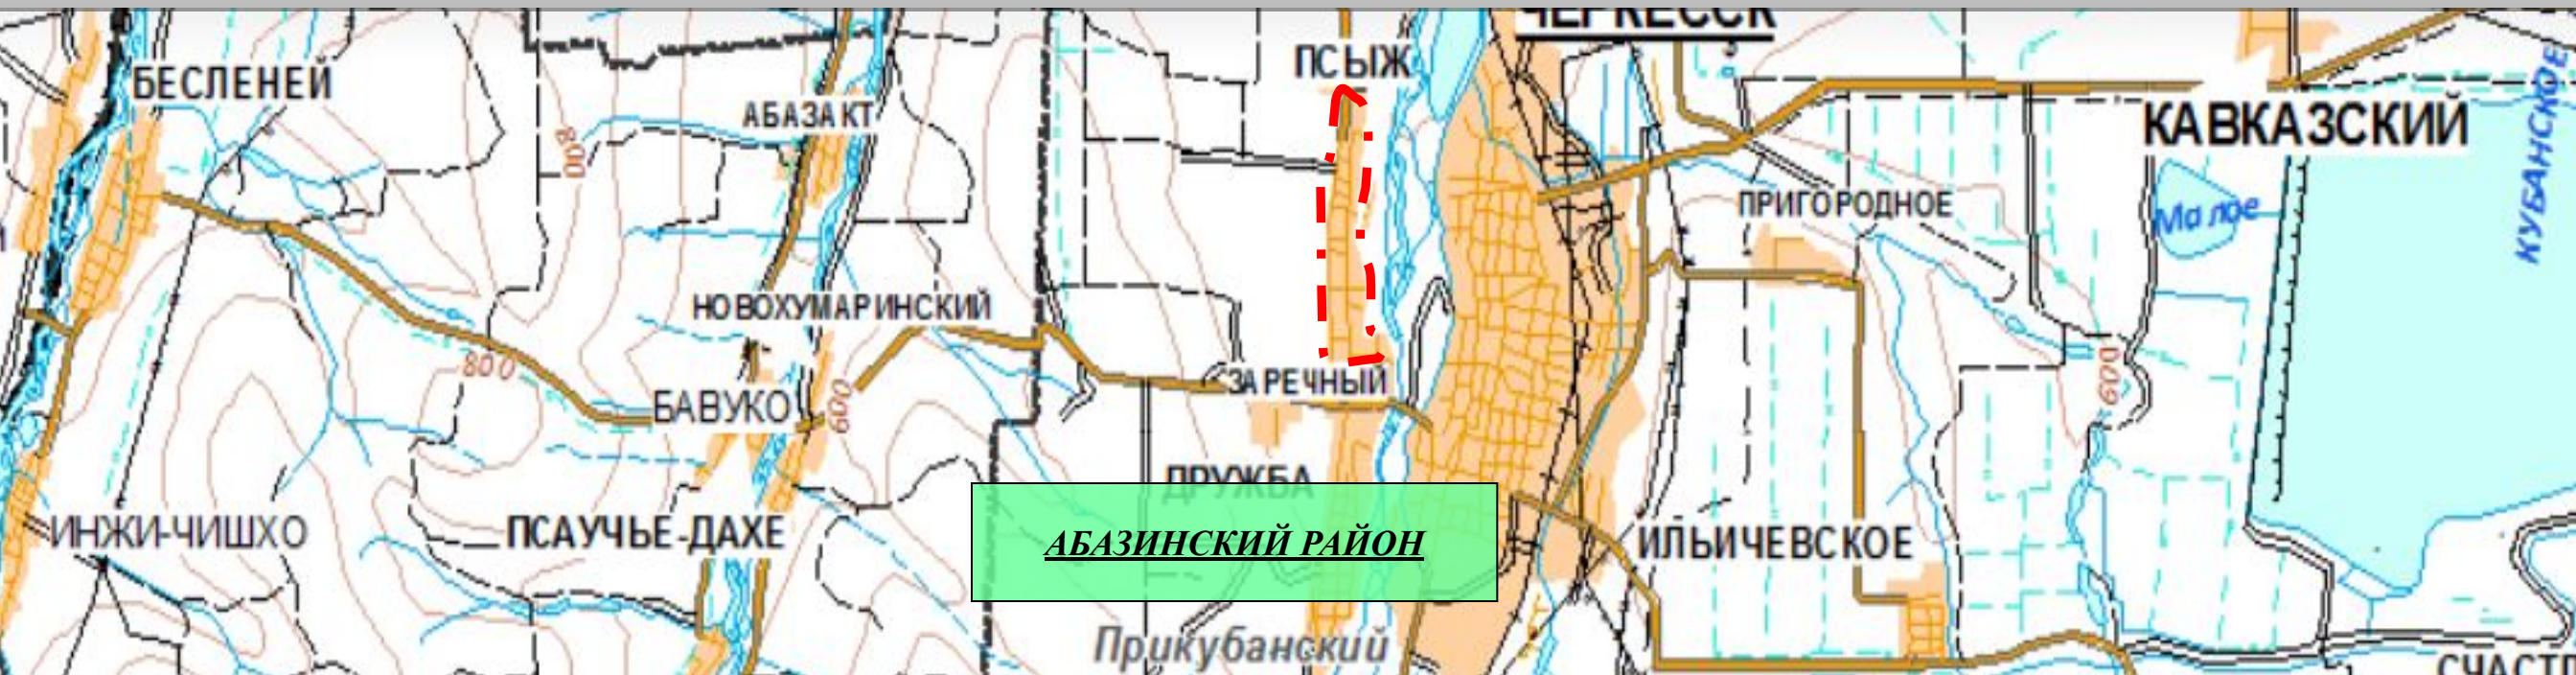 ЧЕРКЕССК
ПСЫЖ
БЕСЛЕНЕЙ
АБАЗАКТ
КАВКАЗСКИЙ
КУБАНСКОЕ
800
ПРИГОРОДНОЕ
Малое
НОВОХУМАРИНСКИЙ
800
600
ЗАРЕЧНЫЙ
БАВУКО
600
ДРУЖБА
ИНЖИ-ЧИШХО
ПСАУЧЬЕ-ДАХЕ
АБАЗИНСКИЙ РАЙОН
ИЛЬИЧЕВСКОЕ
Прикубанский